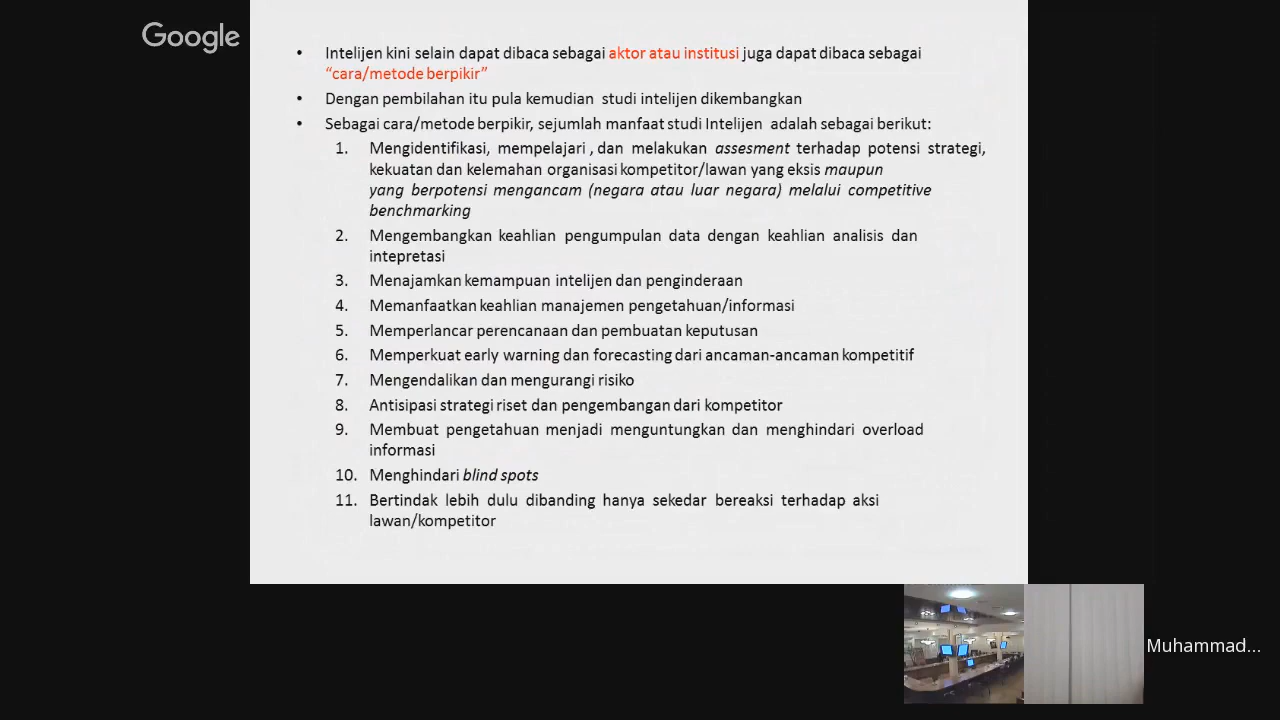 Google
• Intelijen kini selain dapat dibaca sebagai aktor atau institusi juga dapat dibaca sebagai
“cara/metode berpikir”
• Dengan pembilahan itu pula kemudian studi intelijen dikembangkan
• Sebagai cara/metode berpikir, sejumlah manfaat studi Intelijen adalah sebagai berikut:
1. Mengidentifikasi, mempelajari , dan melakukan assesment terhadap potensi strategi,
kekuatan dan kelemahan organisasi kompetitor/lawan yang eksis maupun
yang berpotensi mengancam (negara atau luar negara) melalui competitive
benchmarking
2. Mengembangkan keahlian pengumpulan data dengan keahlian analisis dan
intepretasi
3. Menajamkan kemampuan intelijen dan penginderaan
4. Memanfaatkan keahlian manajemen pengetahuan/informasi
5. Memperlancar perencanaan dan pembuatan keputusan
6. Memperkuat early warning dan forecasting dari ancaman-ancaman kompetitif
7. Mengendalikan dan mengurangi risiko
8. Antisipasi strategi riset dan pengembangan dari kompetitor
9. Membuat pengetahuan menjadi menguntungkan dan menghindari overload
informasi
10. Menghindari blind spots
11. Bertindak lebih dulu dibanding hanya sekedar bereaksi terhadap aksi
lawan/kompetitor
Muhammad...